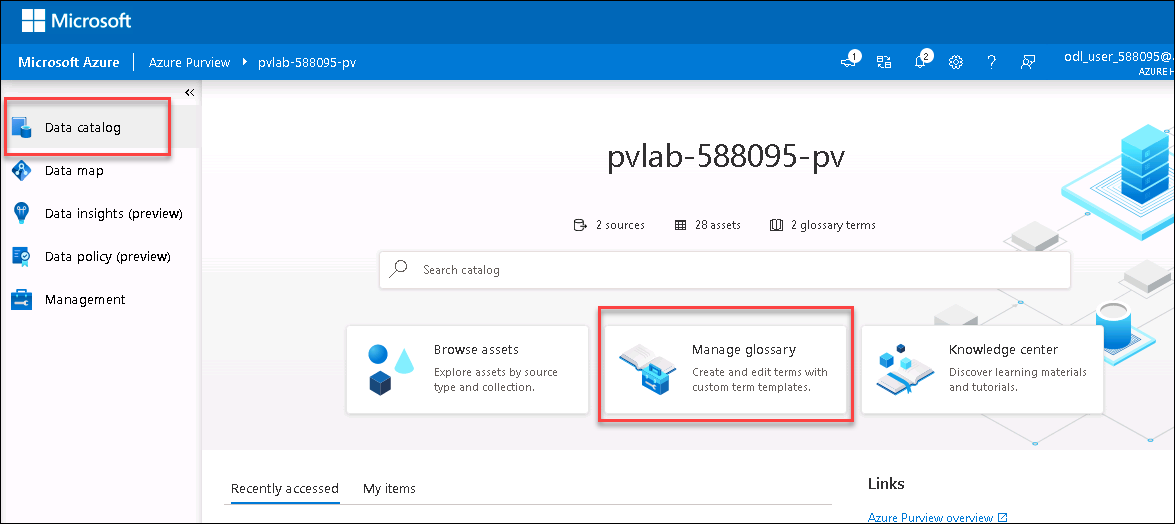 Microsoft
Microsoft Azure Azure Purview pvlab-588095-pv 1 2 odl_user_588095@
AZURE H
Data catalog
Data map
Data insights (preview)
Data policy (preview)
Management
pvlab-588095-pv
2 sources 28 assets 2 glossary terms
Search catalog
Browse assets
Explore assets by source
type and collection.
Manage glossary
Create and edit terms with
custom term templates.
Knowledge center
Discover learning materials
and tutorials.
Recently accessed My items
Links
Azure Purview overview